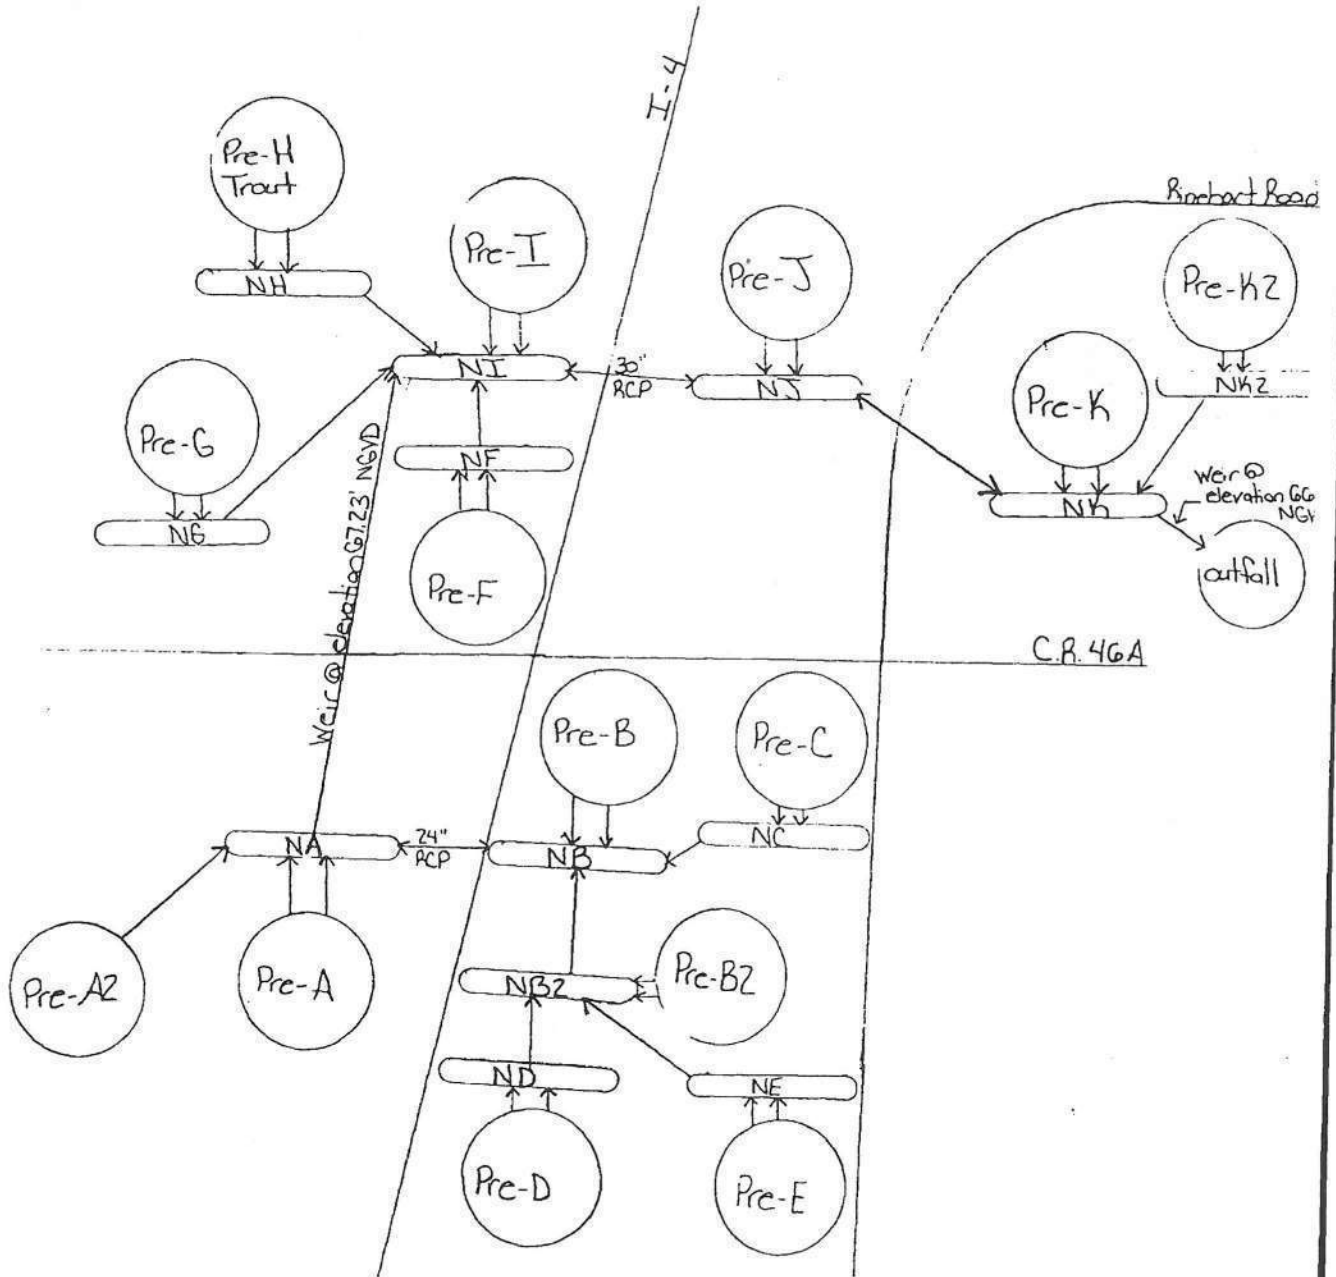 I-4
Pre-H
Trout
Rinehart Road
Pre-I
Pre-J
Pre-K2
NH
NI
30"
RCP
NJ
NK2
Pre-K
Pre-G
NF
Weir @
elevation 66
NGV
NK
NG
outfall
Pre-F
Weir @ elevation 67.23' NGVD
C.R. 46A
Pre-B
Pre-C
NA
24"
RCP
NB
NC
Pre-A2
Pre-A
NB2
Pre-B2
ND
NE
Pre-D
Pre-E